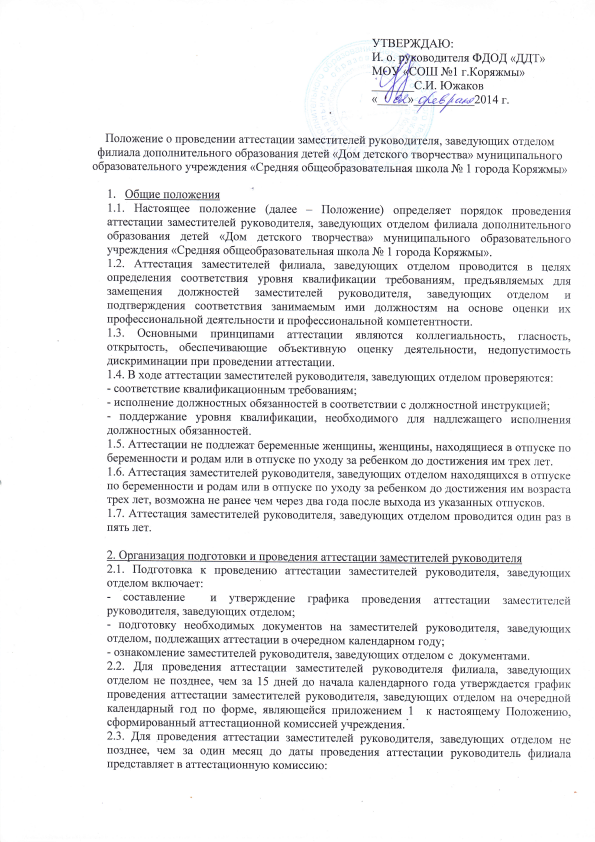 УТВЕРЖДАЮ:
И. о. руководителя ФДОД «ДДТ»
МОУ «СОШ №1 г.Коряжмы»
С.И. Южаков
« » февраля 2014 г.
Положение о проведении аттестации заместителей руководителя, заведующих отделом
филиала дополнительного образования детей «Дом детского творчества» муниципального
образовательного учреждения «Средняя общеобразовательная школа № 1 города Коряжмы»
1. Общие положения
1.1. Настоящее положение (далее – Положение) определяет порядок проведения
аттестации заместителей руководителя, заведующих отделом филиала дополнительного
образования детей «Дом детского творчества» муниципального образовательного
учреждения «Средняя общеобразовательная школа № 1 города Коряжмы».
1.2. Аттестация заместителей филиала, заведующих отделом проводится в целях
определения соответствия уровня квалификации требованиям, предъявляемых для
замещения должностей заместителей руководителя, заведующих отделом и
подтверждения соответствия занимаемым ими должностям на основе оценки их
профессиональной деятельности и профессиональной компетентности.
1.3. Основными принципами аттестации являются коллегиальность, гласность,
открытость, обеспечивающие объективную оценку деятельности, недопустимость
дискриминации при проведении аттестации.
1.4. В ходе аттестации заместителей руководителя, заведующих отделом проверяются:
- соответствие квалификационным требованиям;
- исполнение должностных обязанностей в соответствии с должностной инструкцией;
- поддержание уровня квалификации, необходимого для надлежащего исполнения
должностных обязанностей.
1.5. Аттестации не подлежат беременные женщины, женщины, находящиеся в отпуске по
беременности и родам или в отпуске по уходу за ребенком до достижения им трех лет.
1.6. Аттестация заместителей руководителя, заведующих отделом находящихся в отпуске
по беременности и родам или в отпуске по уходу за ребенком до достижения им возраста
трех лет, возможна не ранее чем через два года после выхода из указанных отпусков.
1.7. Аттестация заместителей руководителя, заведующих отделом проводится один раз в
пять лет.
2. Организация подготовки и проведения аттестации заместителей руководителя
2.1. Подготовка к проведению аттестации заместителей руководителя, заведующих
отделом включает:
- составление и утверждение графика проведения аттестации заместителей
руководителя, заведующих отделом;
- подготовку необходимых документов на заместителей руководителя, заведующих
отделом, подлежащих аттестации в очередном календарном году;
- ознакомление заместителей руководителя, заведующих отделом с документами.
2.2. Для проведения аттестации заместителей руководителя филиала, заведующих
отделом не позднее, чем за 15 дней до начала календарного года утверждается график
проведения аттестации заместителей руководителя, заведующих отделом на очередной
календарный год по форме, являющейся приложением 1 к настоящему Положению,
сформированный аттестационной комиссией учреждения.
2.3. Для проведения аттестации заместителей руководителя, заведующих отделом не
позднее, чем за один месяц до даты проведения аттестации руководитель филиала
представляет в аттестационную комиссию: